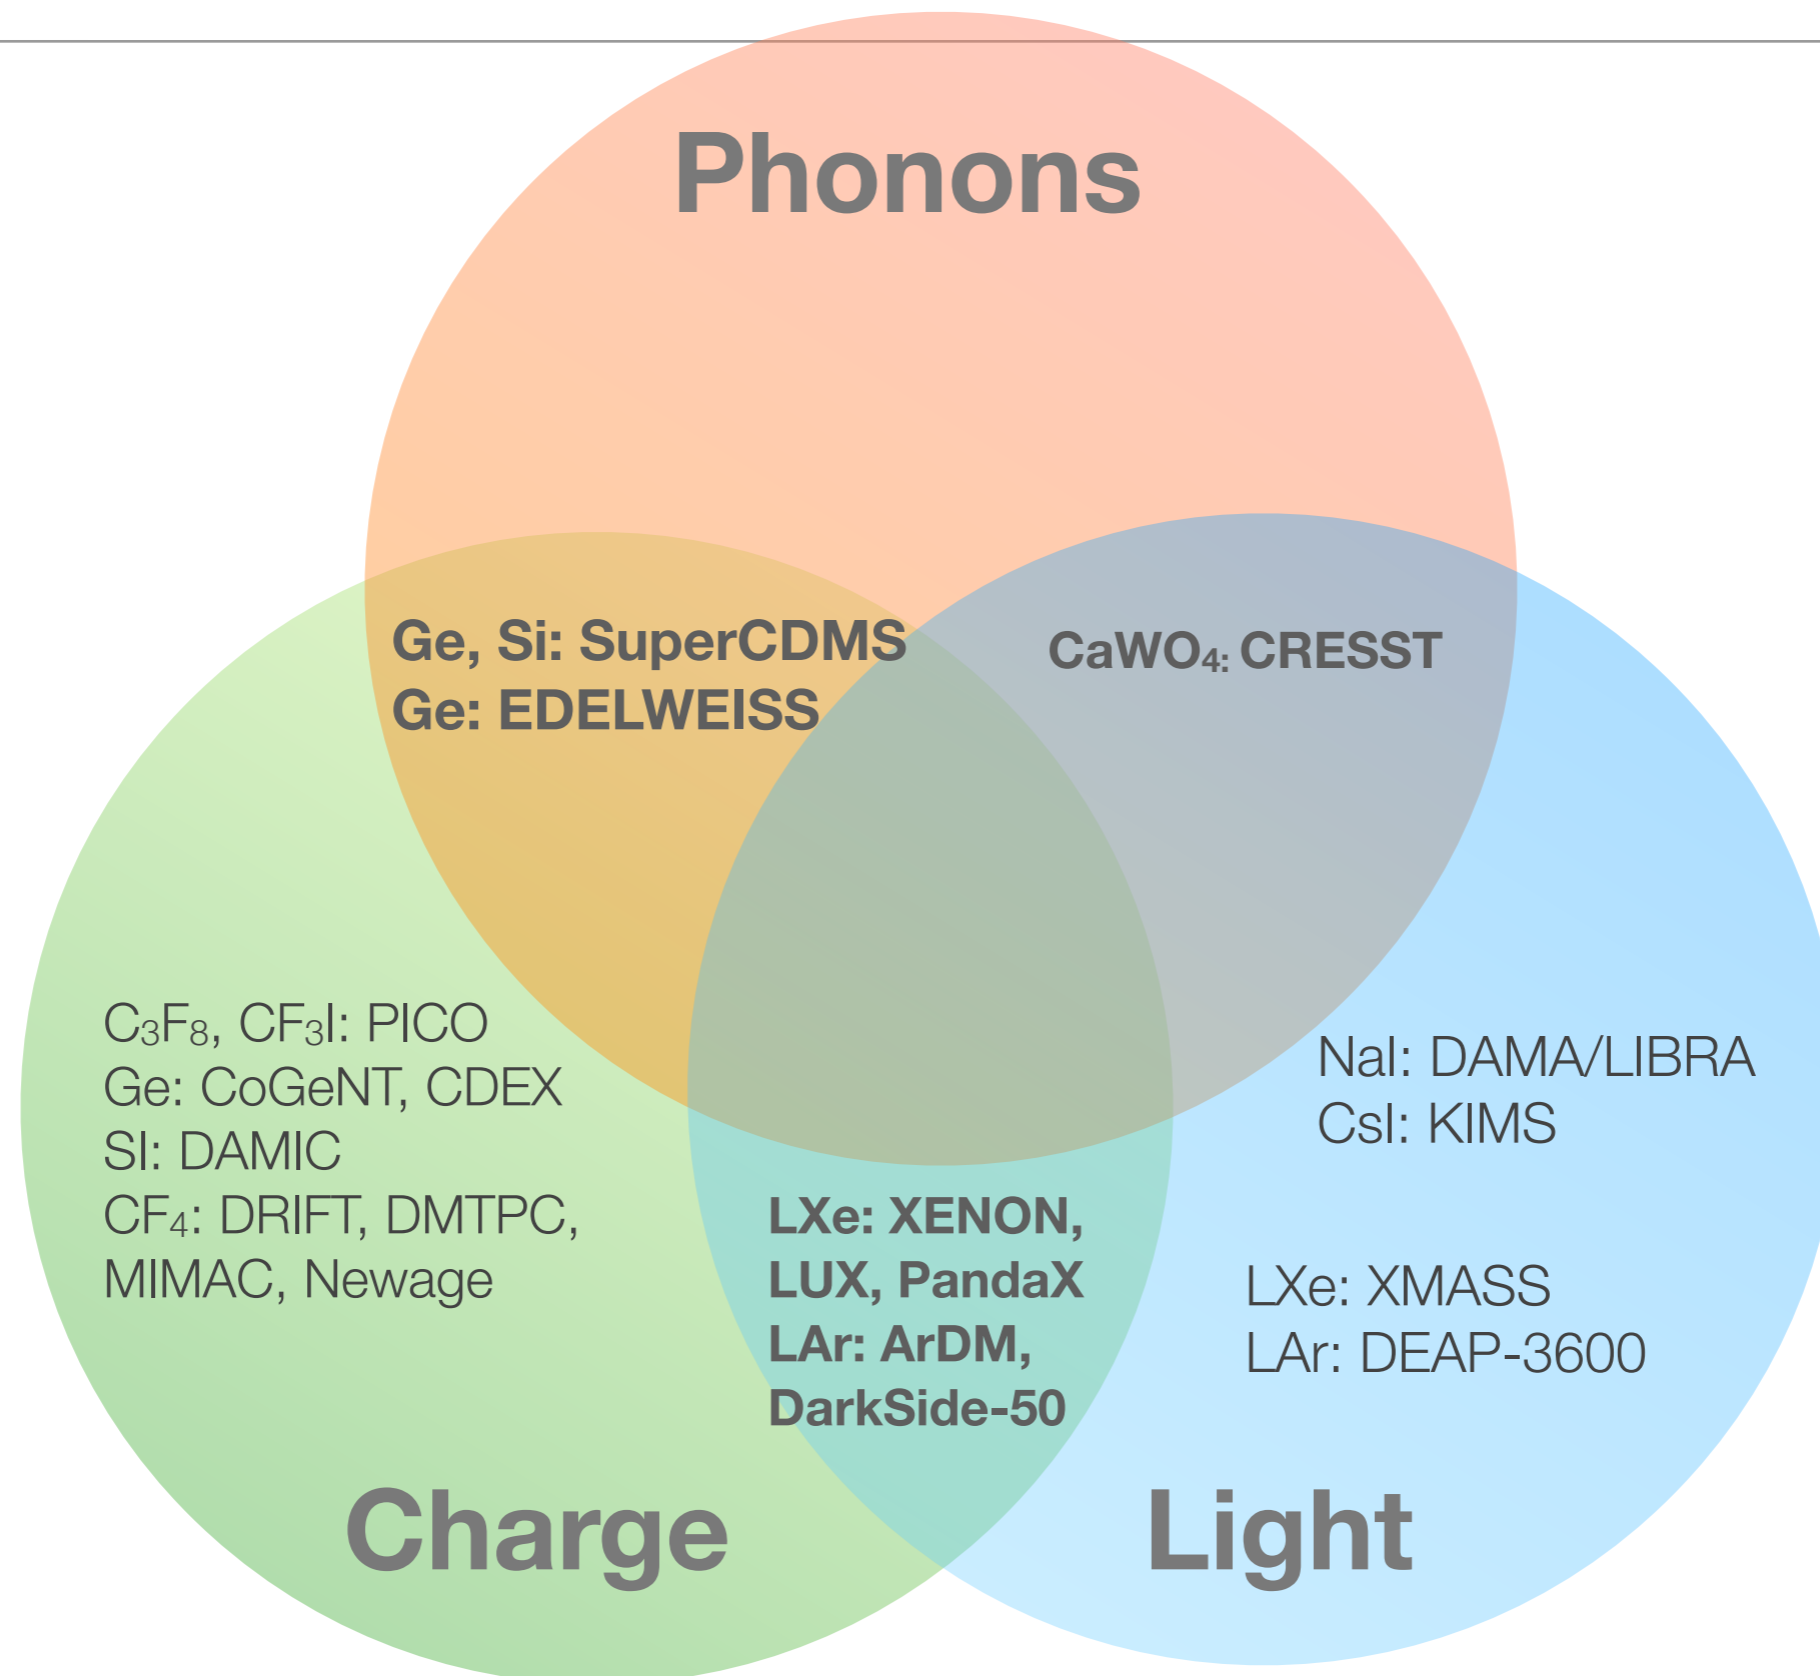 Phonons
Ge, Si: SuperCDMS
Ge: EDELWEISS
CaWO₄: CRESST
C₃F₈, CF₃I: PICO
Ge: CoGeNT, CDEX
SI: DAMIC
CF₄: DRIFT, DMTPC,
MIMAC, Newage
LXe: XENON,
LUX, PandaX
LAr: ArDM,
DarkSide-50
NaI: DAMA/LIBRA
CsI: KIMS
LXe: XMASS
LAr: DEAP-3600
Charge
Light